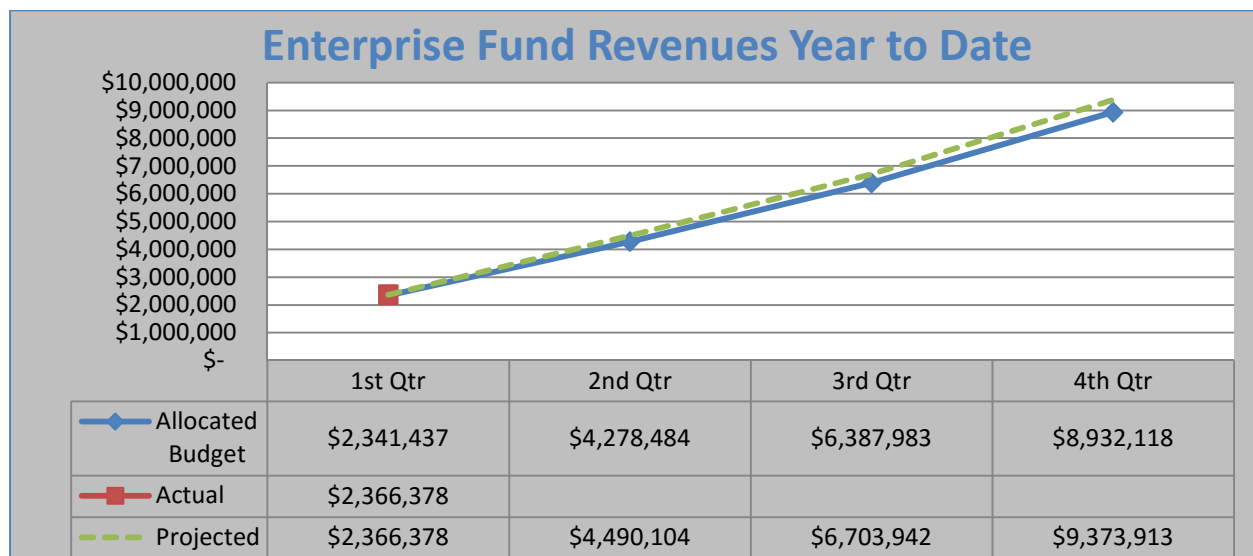 Enterprise Fund Revenues Year to Date
$10,000,000
$9,000,000
$8,000,000
$7,000,000
$6,000,000
$5,000,000
$4,000,000
$3,000,000
$2,000,000
$1,000,000
$-
1st Qtr 2nd Qtr 3rd Qtr 4th Qtr
Allocated
Budget $2,341,437 $4,278,484 $6,387,983 $8,932,118
Actual $2,366,378
Projected $2,366,378 $4,490,104 $6,703,942 $9,373,913